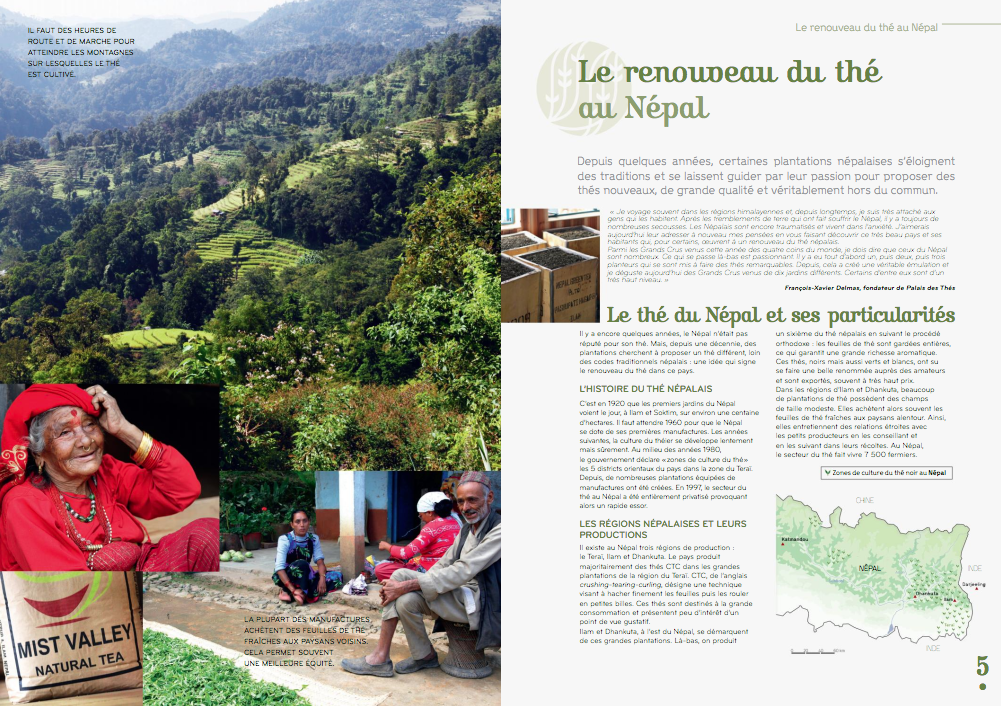 IL FAUT DES HEURES DE
ROUTE ET DE MARCHE POUR
ATTEINDRE LES MONTAGNES
SUR LESQUELLES LE THÉ
EST CULTIVÉ.
MIST VALLEY
NATURAL TEA
LA PLUPART DES MANUFACTURES
ACHÈTENT DES FEUILLES DE THÉ
FRAÎCHES AUX PAYSANS VOISINS.
CELA PERMET SOUVENT
UNE MEILLEURE ÉQUITÉ.
Le renouveau du thé au Népal
Le renouveau du thé
au Népal
Depuis quelques années, certaines plantations népalaises s'éloignent
des traditions et se laissent guider par leur passion pour proposer des
thés nouveaux, de grande qualité et véritablement hors du commun.
« Je voyage souvent dans les régions himalayennes et, depuis longtemps, je suis très attaché aux
gens qui les habitent. Après les tremblements de terre qui ont fait souffrir le Népal, il y a toujours de
nombreuses secousses. Les Népalais sont encore traumatisés et vivent dans l'anxiété. J'aimerais
aujourd'hui leur adresser à nouveau mes pensées en vous faisant découvrir ce très beau pays et ses
habitants qui, pour certains, œuvrent à un renouveau du thé népalais.
Parmi les Grands Crus venus cette année des quatre coins du monde, je dois dire que ceux du Népal
sont nombreux. Ce qui se passe là-bas est passionnant. Il y a eu tout d'abord un, puis deux, puis trois
planteurs qui se sont mis à faire des thés remarquables. Depuis, cela a créé une véritable émulation et
je déguste aujourd'hui des Grands Crus venus de dix jardins différents. Certains d'entre eux sont d'un
très haut niveau. »
François-Xavier Delmas, fondateur de Palais des Thés
Le thé du Népal et ses particularités
Il y a encore quelques années, le Népal n'était pas
réputé pour son thé. Mais, depuis une décennie, des
plantations cherchent à proposer un thé différent, loin
des codes traditionnels népalais : une idée qui signe
le renouveau du thé dans ce pays.
L'HISTOIRE DU THÉ NÉPALAIS
C'est en 1920 que les premiers jardins du Népal
voient le jour, à Ilam et Soktim, sur environ une centaine
d'hectares. Il faut attendre 1960 pour que le Népal
se dote de ses premières manufactures. Les années
suivantes, la culture du théier se développe lentement
mais sûrement. Au milieu des années 1980,
le gouvernement déclare «zones de culture du thé»
les 5 districts orientaux du pays dans la zone du Teraï.
Depuis, de nombreuses plantations équipées de
manufactures ont été créées. En 1997, le secteur du
thé au Népal a été entièrement privatisé provoquant
alors un rapide essor.
LES RÉGIONS NÉPALAISES ET LEURS
PRODUCTIONS
Il existe au Népal trois régions de production :
le Teraï, Ilam et Dhankuta. Le pays produit
majoritairement des thés CTC dans les grandes
plantations de la région du Teraï. CTC, de l'anglais
crushing-tearing-curling, désigne une technique
visant à hacher finement les feuilles puis les rouler
en petites billes. Ces thés sont destinés à la grande
consommation et présentent peu d'intérêt d'un
point de vue gustatif.
Ilam et Dhankuta, à l'est du Népal, se démarquent
de ces grandes plantations. Là-bas, on produit
un sixième du thé népalais en suivant le procédé
orthodoxe : les feuilles de thé sont gardées entières,
ce qui garantit une grande richesse aromatique.
Ces thés, noirs mais aussi verts et blancs, ont su
se faire une belle renommée auprès des amateurs
et sont exportés, souvent à très haut prix.
Dans les régions d'Ilam et Dhankuta, beaucoup
de plantations de thé possèdent des champs
de taille modeste. Elles achètent alors souvent les
feuilles de thé fraîches aux paysans alentour. Ainsi,
elles entretiennent des relations étroites avec
les petits producteurs en les conseillant et
en les suivant dans leurs récoltes. Au Népal,
le secteur du thé fait vivre 7 500 fermiers.
Zones de culture du thé noir au Népal
CHINE
Katmandou
NÉPAL
INDE
Darjeeling
Dhankuta
Ilam
INDE
5